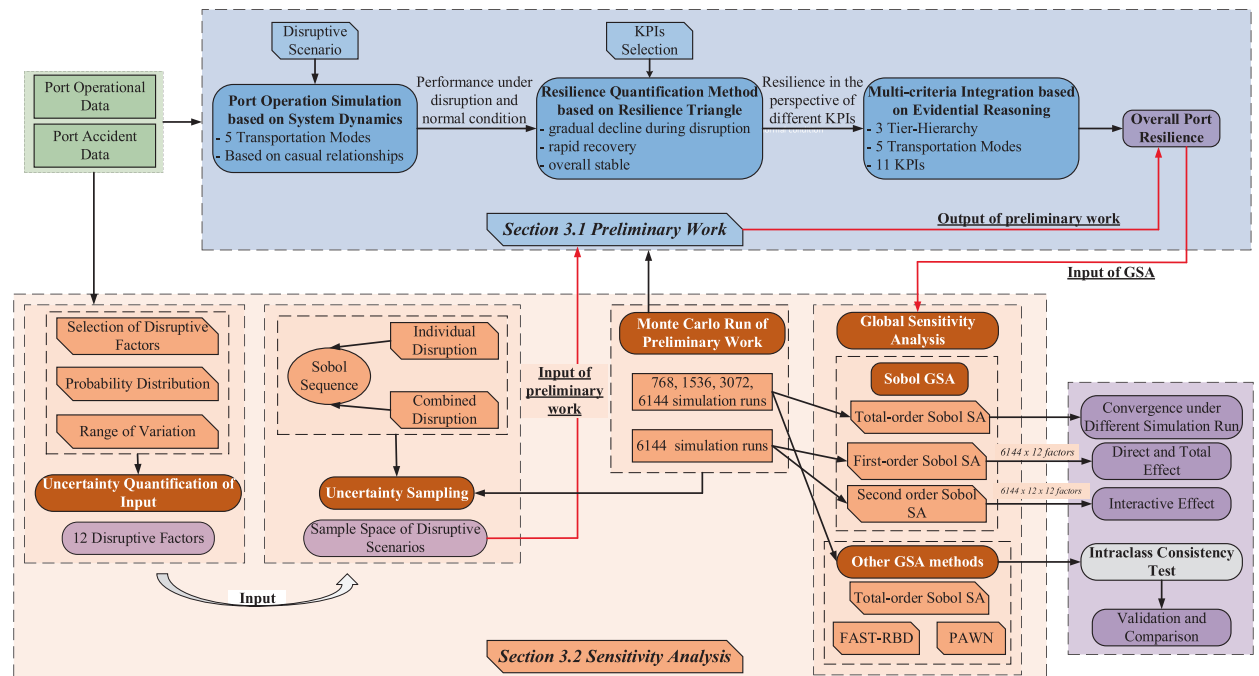 Disruptive
Scenario
KPIs
Selection
Port Operational
Data
Port Accident
Data
Port Operation Simulation
based on System Dynamics
- 5 Transportation Modes
- Based on casual relationships
Performance under
disruption and
normal condition
Resilience Quantification Method
based on Resilience Triangle
- gradual decline during disruption
- rapid recovery
- overall stable
Resilience in the
perspective of
different KPIs
Multi-criteria Integration based
on Evidential Reasoning
- 3 Tier-Hierarchy
- 5 Transportation Modes
- 11 KPIs
Overall Port
Resilience
Section 3.1 Preliminary Work
Output of preliminary work
Input of GSA
Selection of Disruptive
Factors
Probability Distribution
Range of Variation
Uncertainty Quantification of
Input
12 Disruptive Factors
Sobol
Sequence
Individual
Disruption
Combined
Disruption
Uncertainty Sampling
Sample Space of Disruptive
Scenarios
Input
Input of
preliminary
work
Monte Carlo Run of
Preliminary Work
768, 1536, 3072,
6144 simulation runs
6144 simulation runs
Global Sensitivity
Analysis
Sobol GSA
Total-order Sobol SA
First-order Sobol SA
Second order Sobol
SA
6144 x 12 factors
6144 x 12 x 12 factors
Other GSA methods
Total-order Sobol SA
FAST-RBD
PAWN
Convergence under
Different Simulation Run
Direct and Total
Effect
Interactive Effect
Intraclass Consistency
Test
Validation and
Comparison
Section 3.2 Sensitivity Analysis